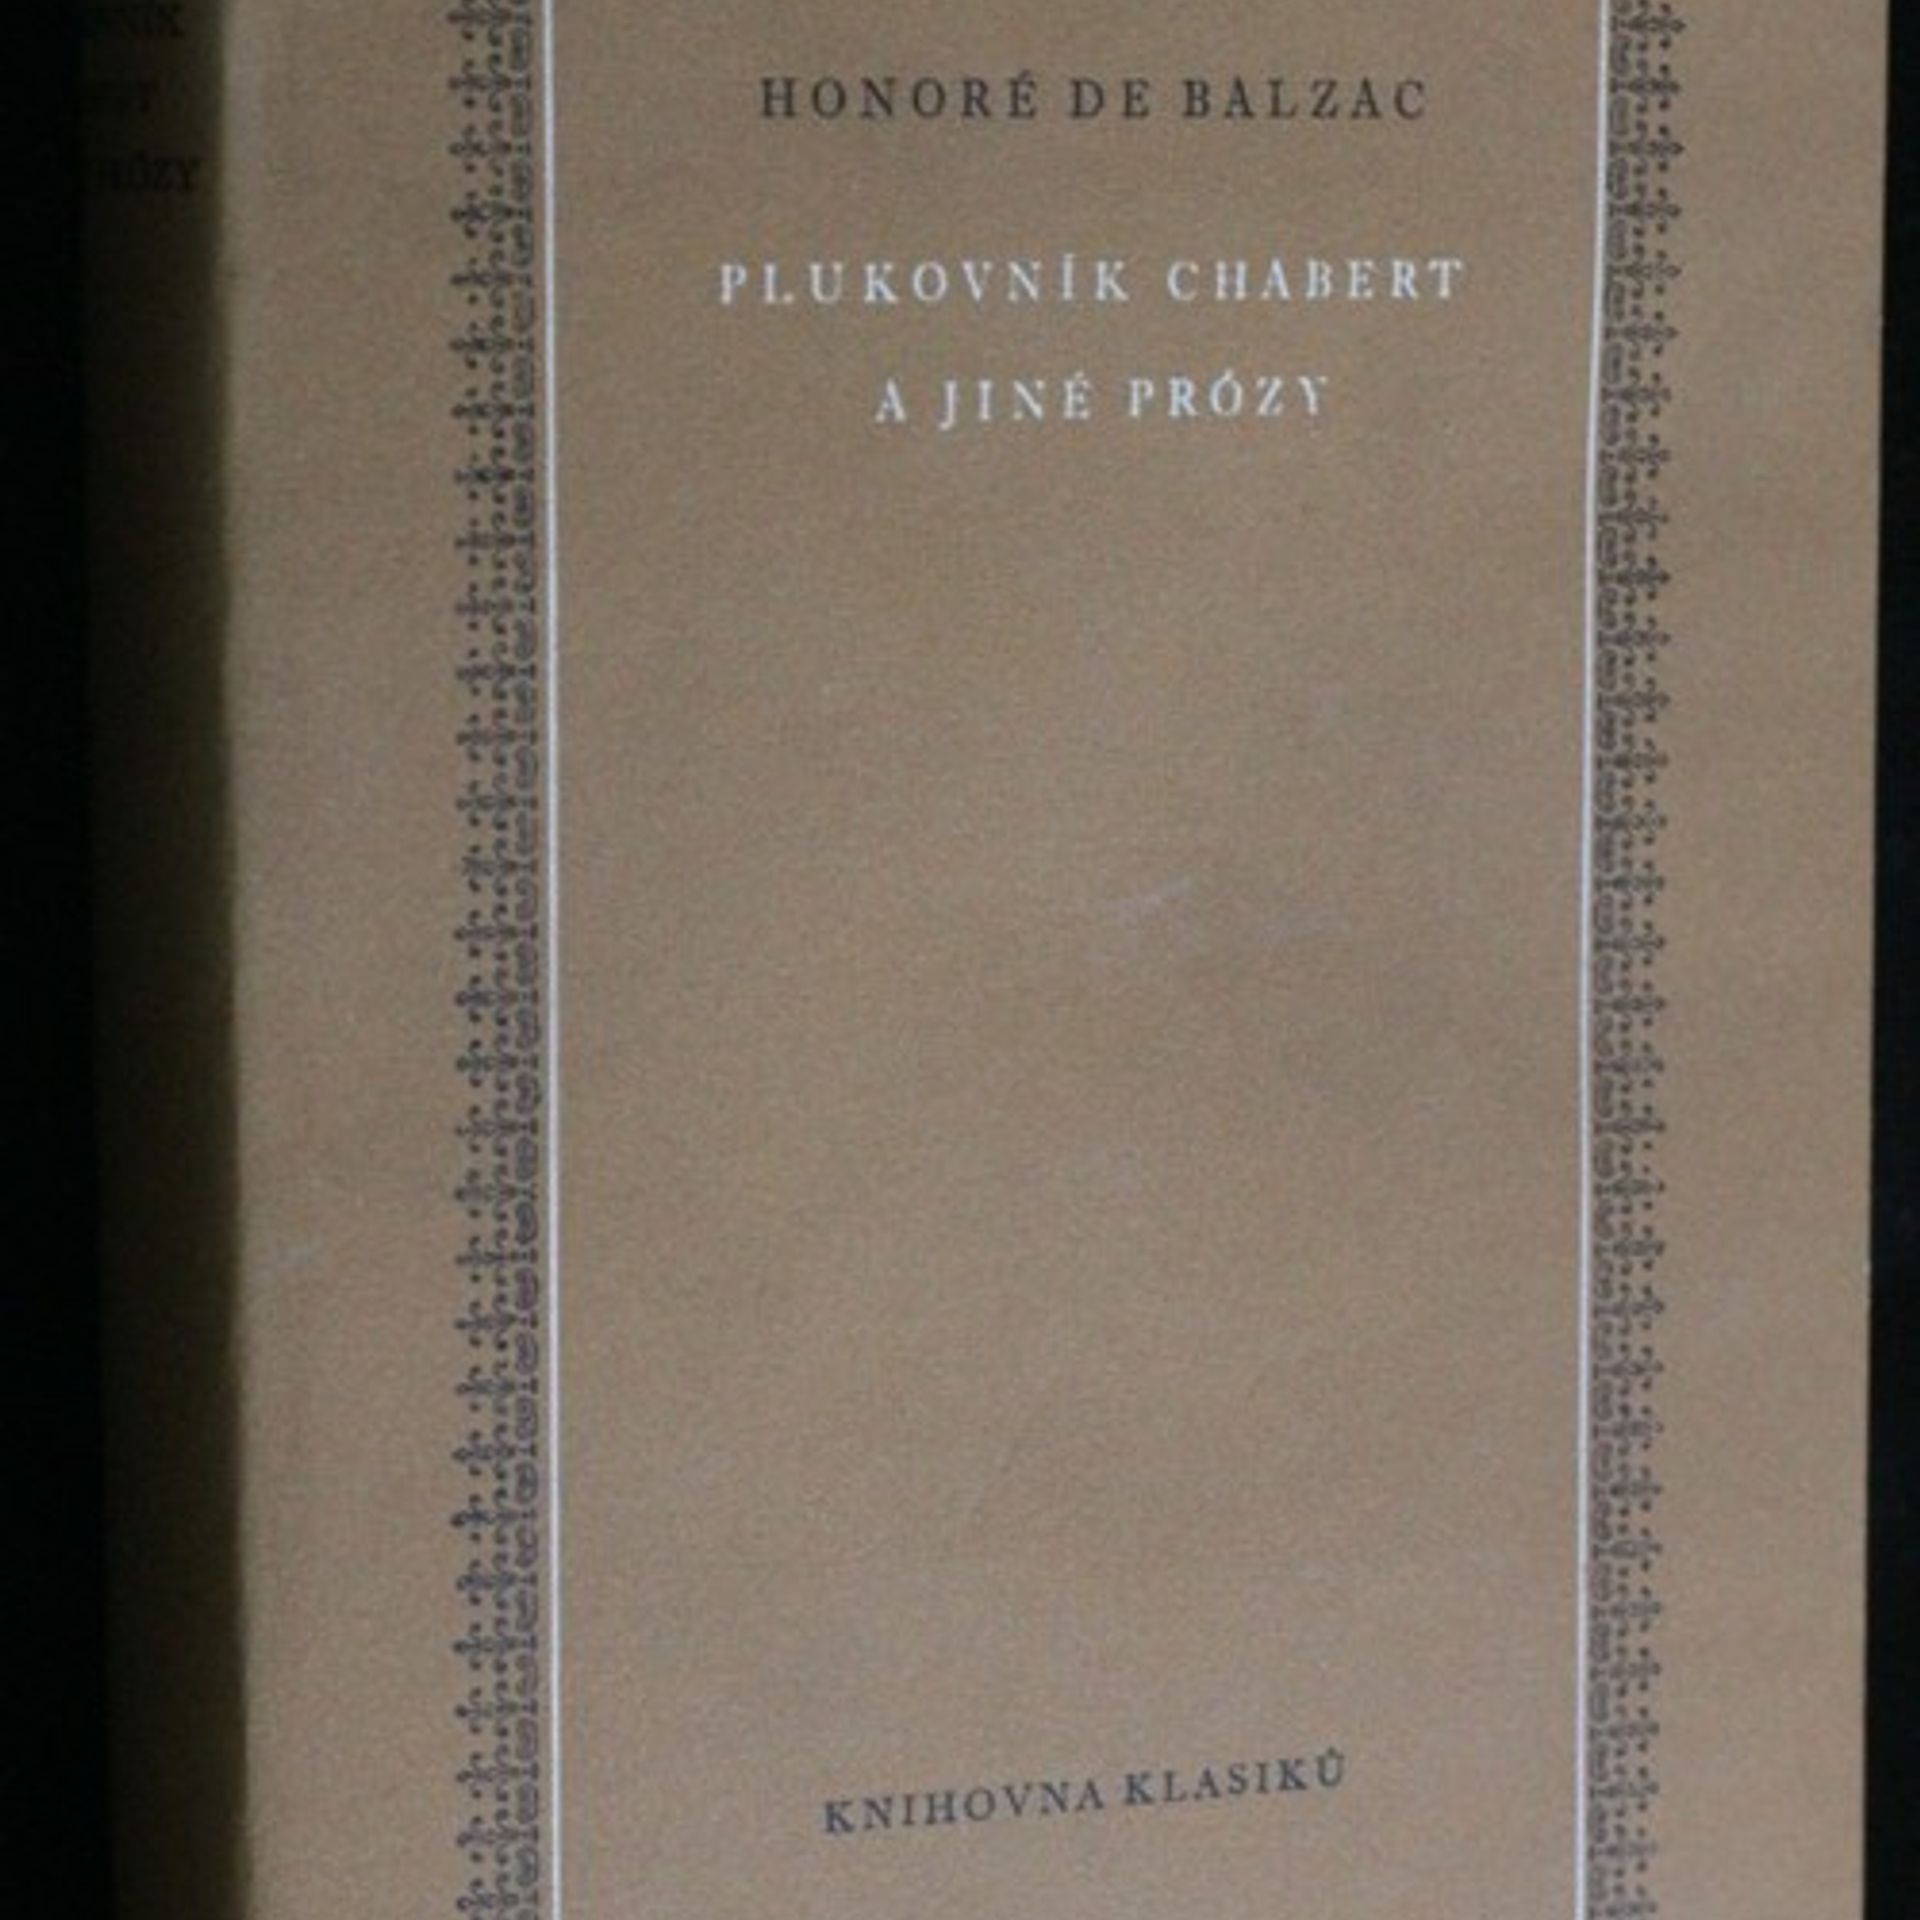 HONORÉ DE BALZAC
PLUKOVNÍK CHABERT
A JINÉ PRÓZY
KNIHOVNA KLASIKŮ